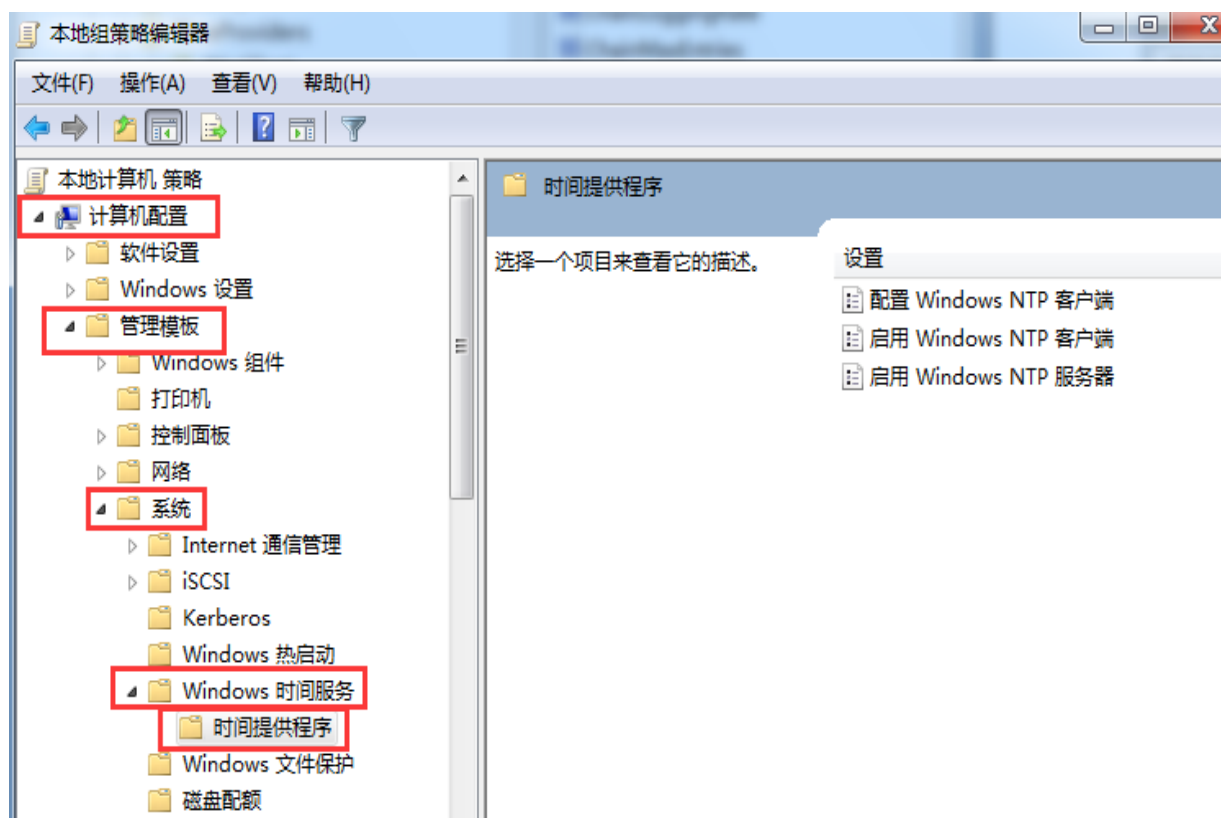 本地组策略编辑器
文件(F) 操作(A) 查看(V) 帮助(H)
本地计算机 策略
计算机配置
软件设置
Windows 设置
管理模板
Windows 组件
打印机
控制面板
网络
系统
Internet 通信管理
iSCSI
Kerberos
Windows 热启动
Windows 时间服务
时间提供程序
Windows 文件保护
磁盘配额
时间提供程序
选择一个项目来查看它的描述。
设置
配置 Windows NTP 客户端
启用 Windows NTP 客户端
启用 Windows NTP 服务器